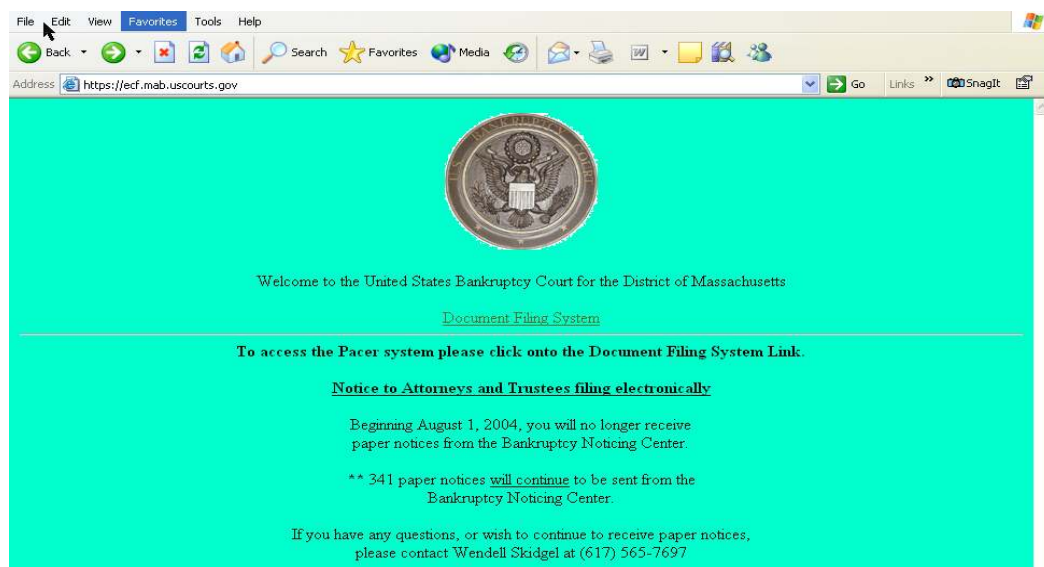 File Edit View Favorites Tools Help
Back Search Favorites Media
Address https://ecf.mab.uscourts.gov Go Links » SnagIt
U.S. BANKRUPTCY COURT
Welcome to the United States Bankruptcy Court for the District of Massachusetts
Document Filing System
To access the Pacer system please click onto the Document Filing System Link.
Notice to Attorneys and Trustees filing electronically
Beginning August 1, 2004, you will no longer receive
paper notices from the Bankruptcy Noticing Center.
** 341 paper notices will continue to be sent from the
Bankruptcy Noticing Center.
If you have any questions, or wish to continue to receive paper notices,
please contact Wendell Skidgel at (617) 565-7697